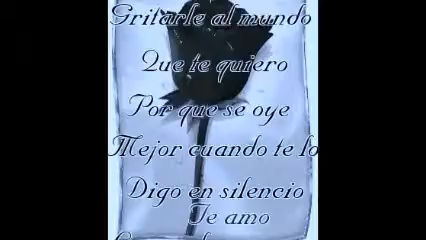 Gritarle al mundo
Que te quiero
Por que se oye
Mejor cuando te lo
Digo en silencio
Te amo